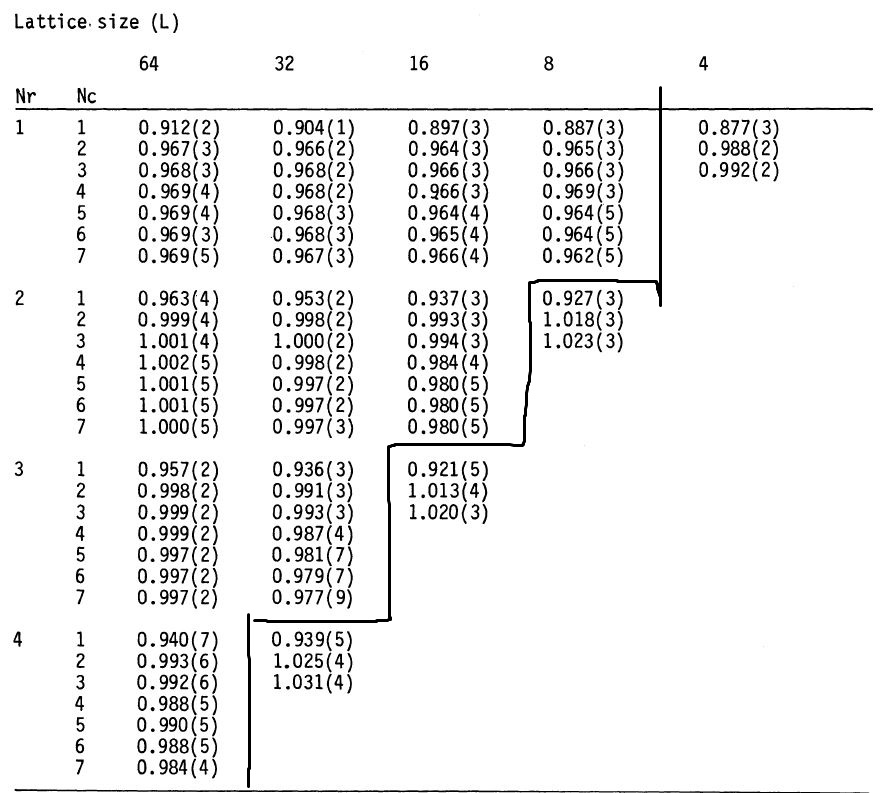 Lattice size (L)
64 32 16 8 4
Nr Nc
1 1 0.912(2) 0.904(1) 0.897(3) 0.887(3) 0.877(3)
2 0.967(3) 0.966(2) 0.964(3) 0.965(3) 0.988(2)
3 0.968(3) 0.968(2) 0.966(3) 0.966(3) 0.992(2)
4 0.969(4) 0.968(2) 0.966(3) 0.969(3)
5 0.969(4) 0.968(3) 0.964(4) 0.964(5)
6 0.969(3) 0.968(3) 0.965(4) 0.964(5)
7 0.969(5) 0.967(3) 0.966(4) 0.962(5)
2 1 0.963(4) 0.953(2) 0.937(3) 0.927(3)
2 0.999(4) 0.998(2) 0.993(3) 1.018(3)
3 1.001(4) 1.000(2) 0.994(3) 1.023(3)
4 1.002(5) 0.998(2) 0.984(4)
5 1.001(5) 0.997(2) 0.980(5)
6 1.001(5) 0.997(2) 0.980(5)
7 1.000(5) 0.997(3) 0.980(5)
3 1 0.957(2) 0.936(3) 0.921(5)
2 0.998(2) 0.991(3) 1.013(4)
3 0.999(2) 0.993(3) 1.020(3)
4 0.999(2) 0.987(4)
5 0.997(2) 0.981(7)
6 0.997(2) 0.979(7)
7 0.997(2) 0.977(9)
4 1 0.940(7) 0.939(5)
2 0.993(6) 1.025(4)
3 0.992(6) 1.031(4)
4 0.988(5)
5 0.990(5)
6 0.988(5)
7 0.984(4)